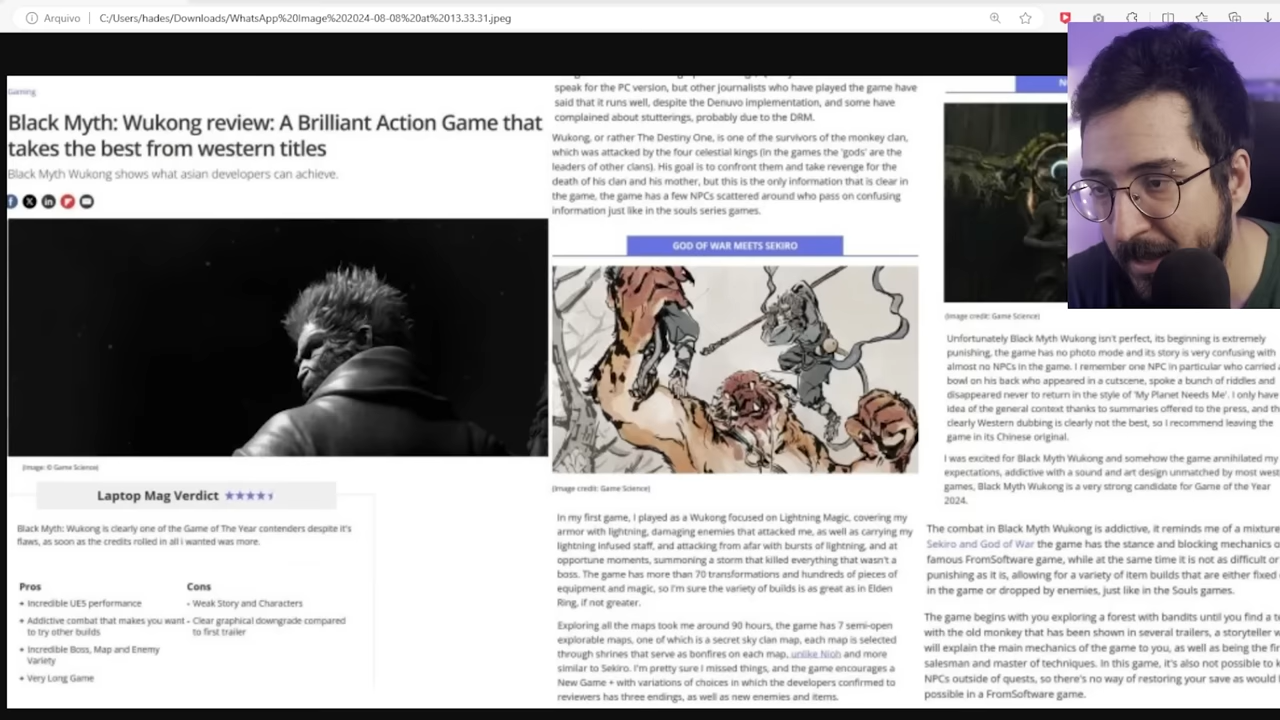 Arquivo C:/Users/hades/Downloads/WhatsApp%20Image%202024-08-08%20at%2013.33.31.jpeg
Gaming
Black Myth: Wukong review: A Brilliant Action Game that
takes the best from western titles
Black Myth Wukong shows what asian developers can achieve.
(Image: © Game Science)
Laptop Mag Verdict
Black Myth: Wukong is clearly one of the Game of The Year contenders despite it's
flaws, as soon as the credits rolled in all i wanted was more.
Pros
+ Incredible UE5 performance
+ Addictive combat that makes you want
to try other builds
+ Incredible Boss, Map and Enemy
Variety
+ Very Long Game
Cons
- Weak Story and Characters
- Clear graphical downgrade compared
to first trailer
speak for the PC version, but other journalists who have played the game have
said that it runs well, despite the Denuvo implementation, and some have
complained about stutterings, probably due to the DRM.
Wukong, or rather The Destiny One, is one of the survivors of the monkey clan,
which was attacked by the four celestial kings (in the games the 'gods' are the
leaders of other clans). His goal is to confront them and take revenge for the
death of his clan and his mother, but this is the only information that is clear in
the game, the game has a few NPCs scattered around who pass on confusing
information just like in the souls series games.
GOD OF WAR MEETS SEKIRO
(Image credit: Game Science)
In my first game, I played as a Wukong focused on Lightning Magic, covering my
armor with lightning, damaging enemies that attacked me, as well as carrying my
lightning infused staff, and attacking from afar with bursts of lightning, and at
opportune moments, summoning a storm that killed everything that wasn't a
boss. The game has more than 70 transformations and hundreds of pieces of
equipment and magic, so I'm sure the variety of builds is as great as in Elden
Ring, if not greater.
Exploring all the maps took me around 90 hours, the game has 7 semi-open
explorable maps, one of which is a secret sky clan map, each map is selected
through shrines that serve as bonfires on each map, unlike Nioh and more
similar to Sekiro. I'm pretty sure I missed things, and the game encourages a
New Game + with variations of choices in which the developers confirmed to
reviewers has three endings, as well as new enemies and items.
(Image credit: Game Science)
Unfortunately Black Myth Wukong isn't perfect, its beginning is extremely
punishing, the game has no photo mode and its story is very confusing with
almost no NPCs in the game. I remember one NPC in particular who carried a
bowl on his back who appeared in a cutscene, spoke a bunch of riddles and
disappeared never to return in the style of 'My Planet Needs Me'. I only have
idea of the general context thanks to summaries offered to the press, and th
clearly Western dubbing is clearly not the best, so I recommend leaving the
game in its Chinese original.
I was excited for Black Myth Wukong and somehow the game annihilated my
expectations, addictive with a sound and art design unmatched by most west
games, Black Myth Wukong is a very strong candidate for Game of the Year
2024.
The combat in Black Myth Wukong is addictive, it reminds me of a mixture
Sekiro and God of War the game has the stance and blocking mechanics o
famous FromSoftware game, while at the same time it is not as difficult or
punishing as it is, allowing for a variety of item builds that are either fixed
in the game or dropped by enemies, just like in the Souls games.
The game begins with you exploring a forest with bandits until you find a te
with the old monkey that has been shown in several trailers, a storyteller w
will explain the main mechanics of the game to you, as well as being the fir
salesman and master of techniques. In this game, it's also not possible to k
NPCs outside of quests, so there's no way of restoring your save as would
possible in a FromSoftware game.